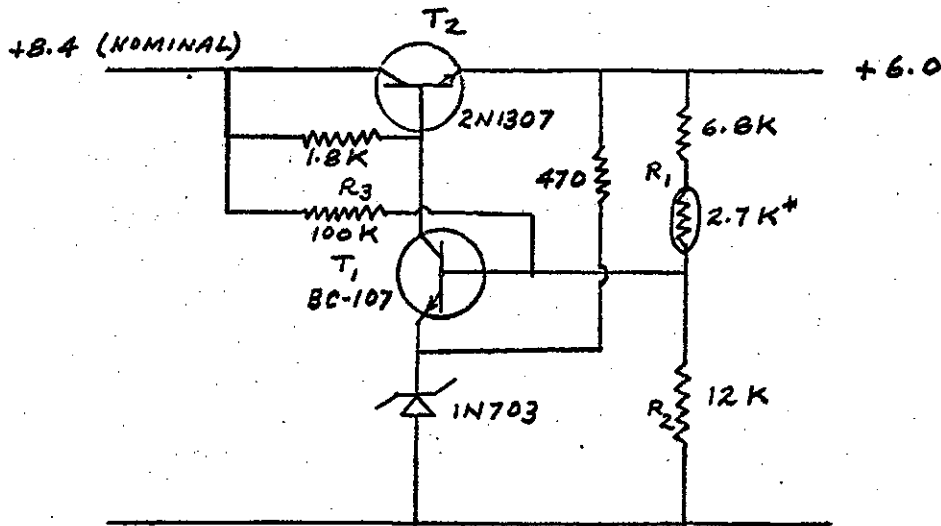 T2
+8.4 (NOMINAL)
+6.0
2N1307
6.8K
1.8K
470
R1
R3
2.7K*
100K
T1
BC-107
1N703
R2
12K